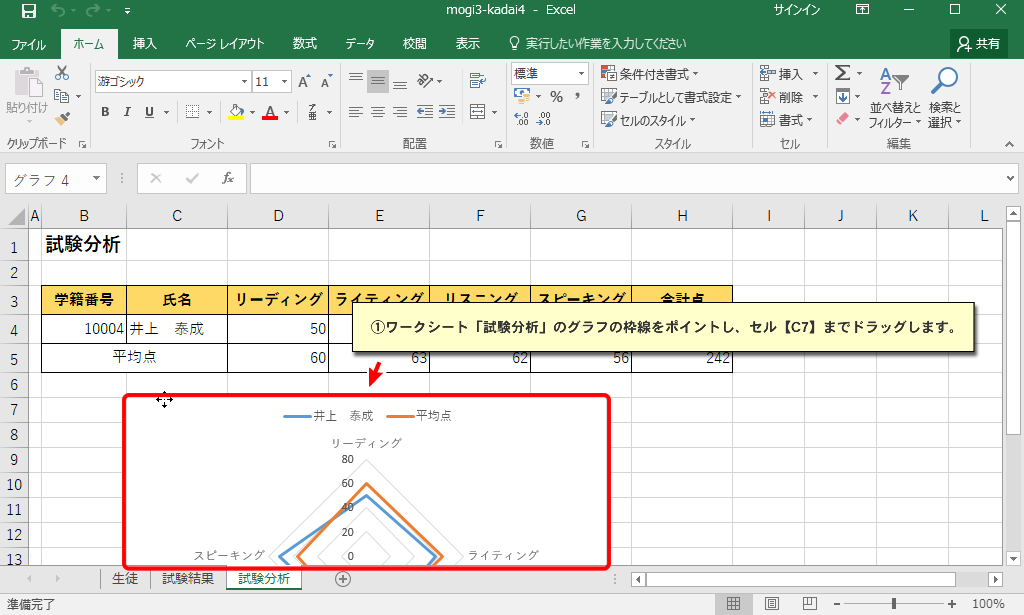 mogi3-kadai4 - Excel
サインイン
ファイル ホーム 挿入 ページ レイアウト 数式 データ 校閲 表示 実行したい作業を入力してください 共有
貼り付け
游ゴシック 11
B I U
標準
% ,
条件付き書式
テーブルとして書式設定
セルのスタイル
挿入
削除
書式
並べ替えと
フィルター
検索と
選択
クリップボード フォント 配置 数値 スタイル セル 編集
グラフ 4
fx
A B C D E F G H I J K L
1 試験分析
2
3 学籍番号 氏名 リーディング ライティング リスニング スピーキング 合計点
①ワークシート「試験分析」のグラフの枠線をポイントし、セル【C7】までドラッグします。
4 10004 井上 泰成 50
5 平均点 60 63 62 56 242
6
7
8
9
10
11
12
13
井上 泰成 平均点
リーディング
80
60
40
20
0
スピーキング ライティング
生徒 試験結果 試験分析
準備完了
100%